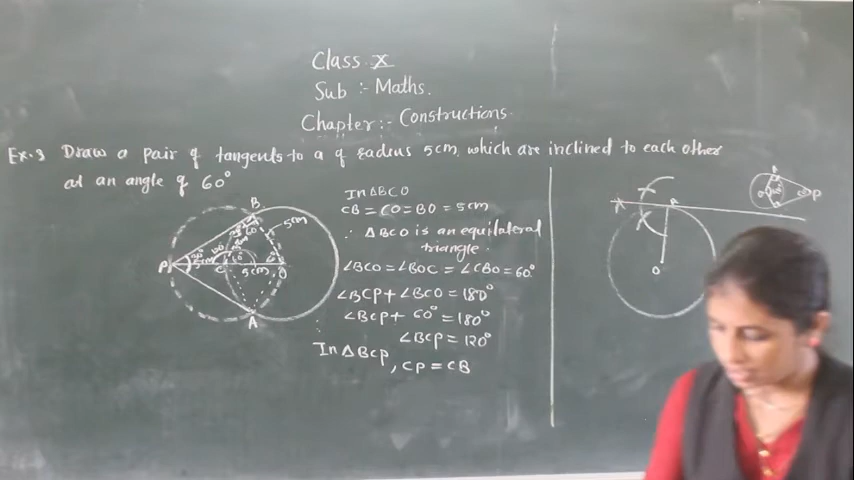 Class X
Sub :- Maths.
Chapter:- Constructions.
Ex.3 Draw a pair of tangents to a of radius 5cm, which are inclined to each other
at an angle of 60°
In ΔBCO
CB = CO = BO = 5cm
∴ ΔBCO is an equilateral
triangle.
∠BCO = ∠BOC = ∠CBO = 60°
∠BCP + ∠BCO = 180°
∠BCP + 60° = 180°
∠BCP = 120°
In ΔBCP, CP = CB
B
5cm
60°
P
C
5cm
O
A
A
O
P